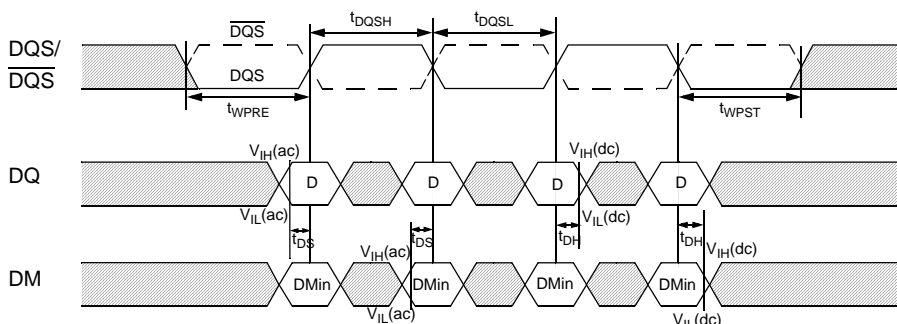 tDQSH
tDQSL
DQS
DQS/
DQS
DQS
tWPRE
tWPST
VIH(ac)
VIH(dc)
DQ
D
D
D
D
VIL(ac)
VIL(dc)
tDS
tDS
tDH
tDH
VIH(ac)
VIH(dc)
DM
DMin
DMin
DMin
DMin
VIL(ac)
VIL(dc)